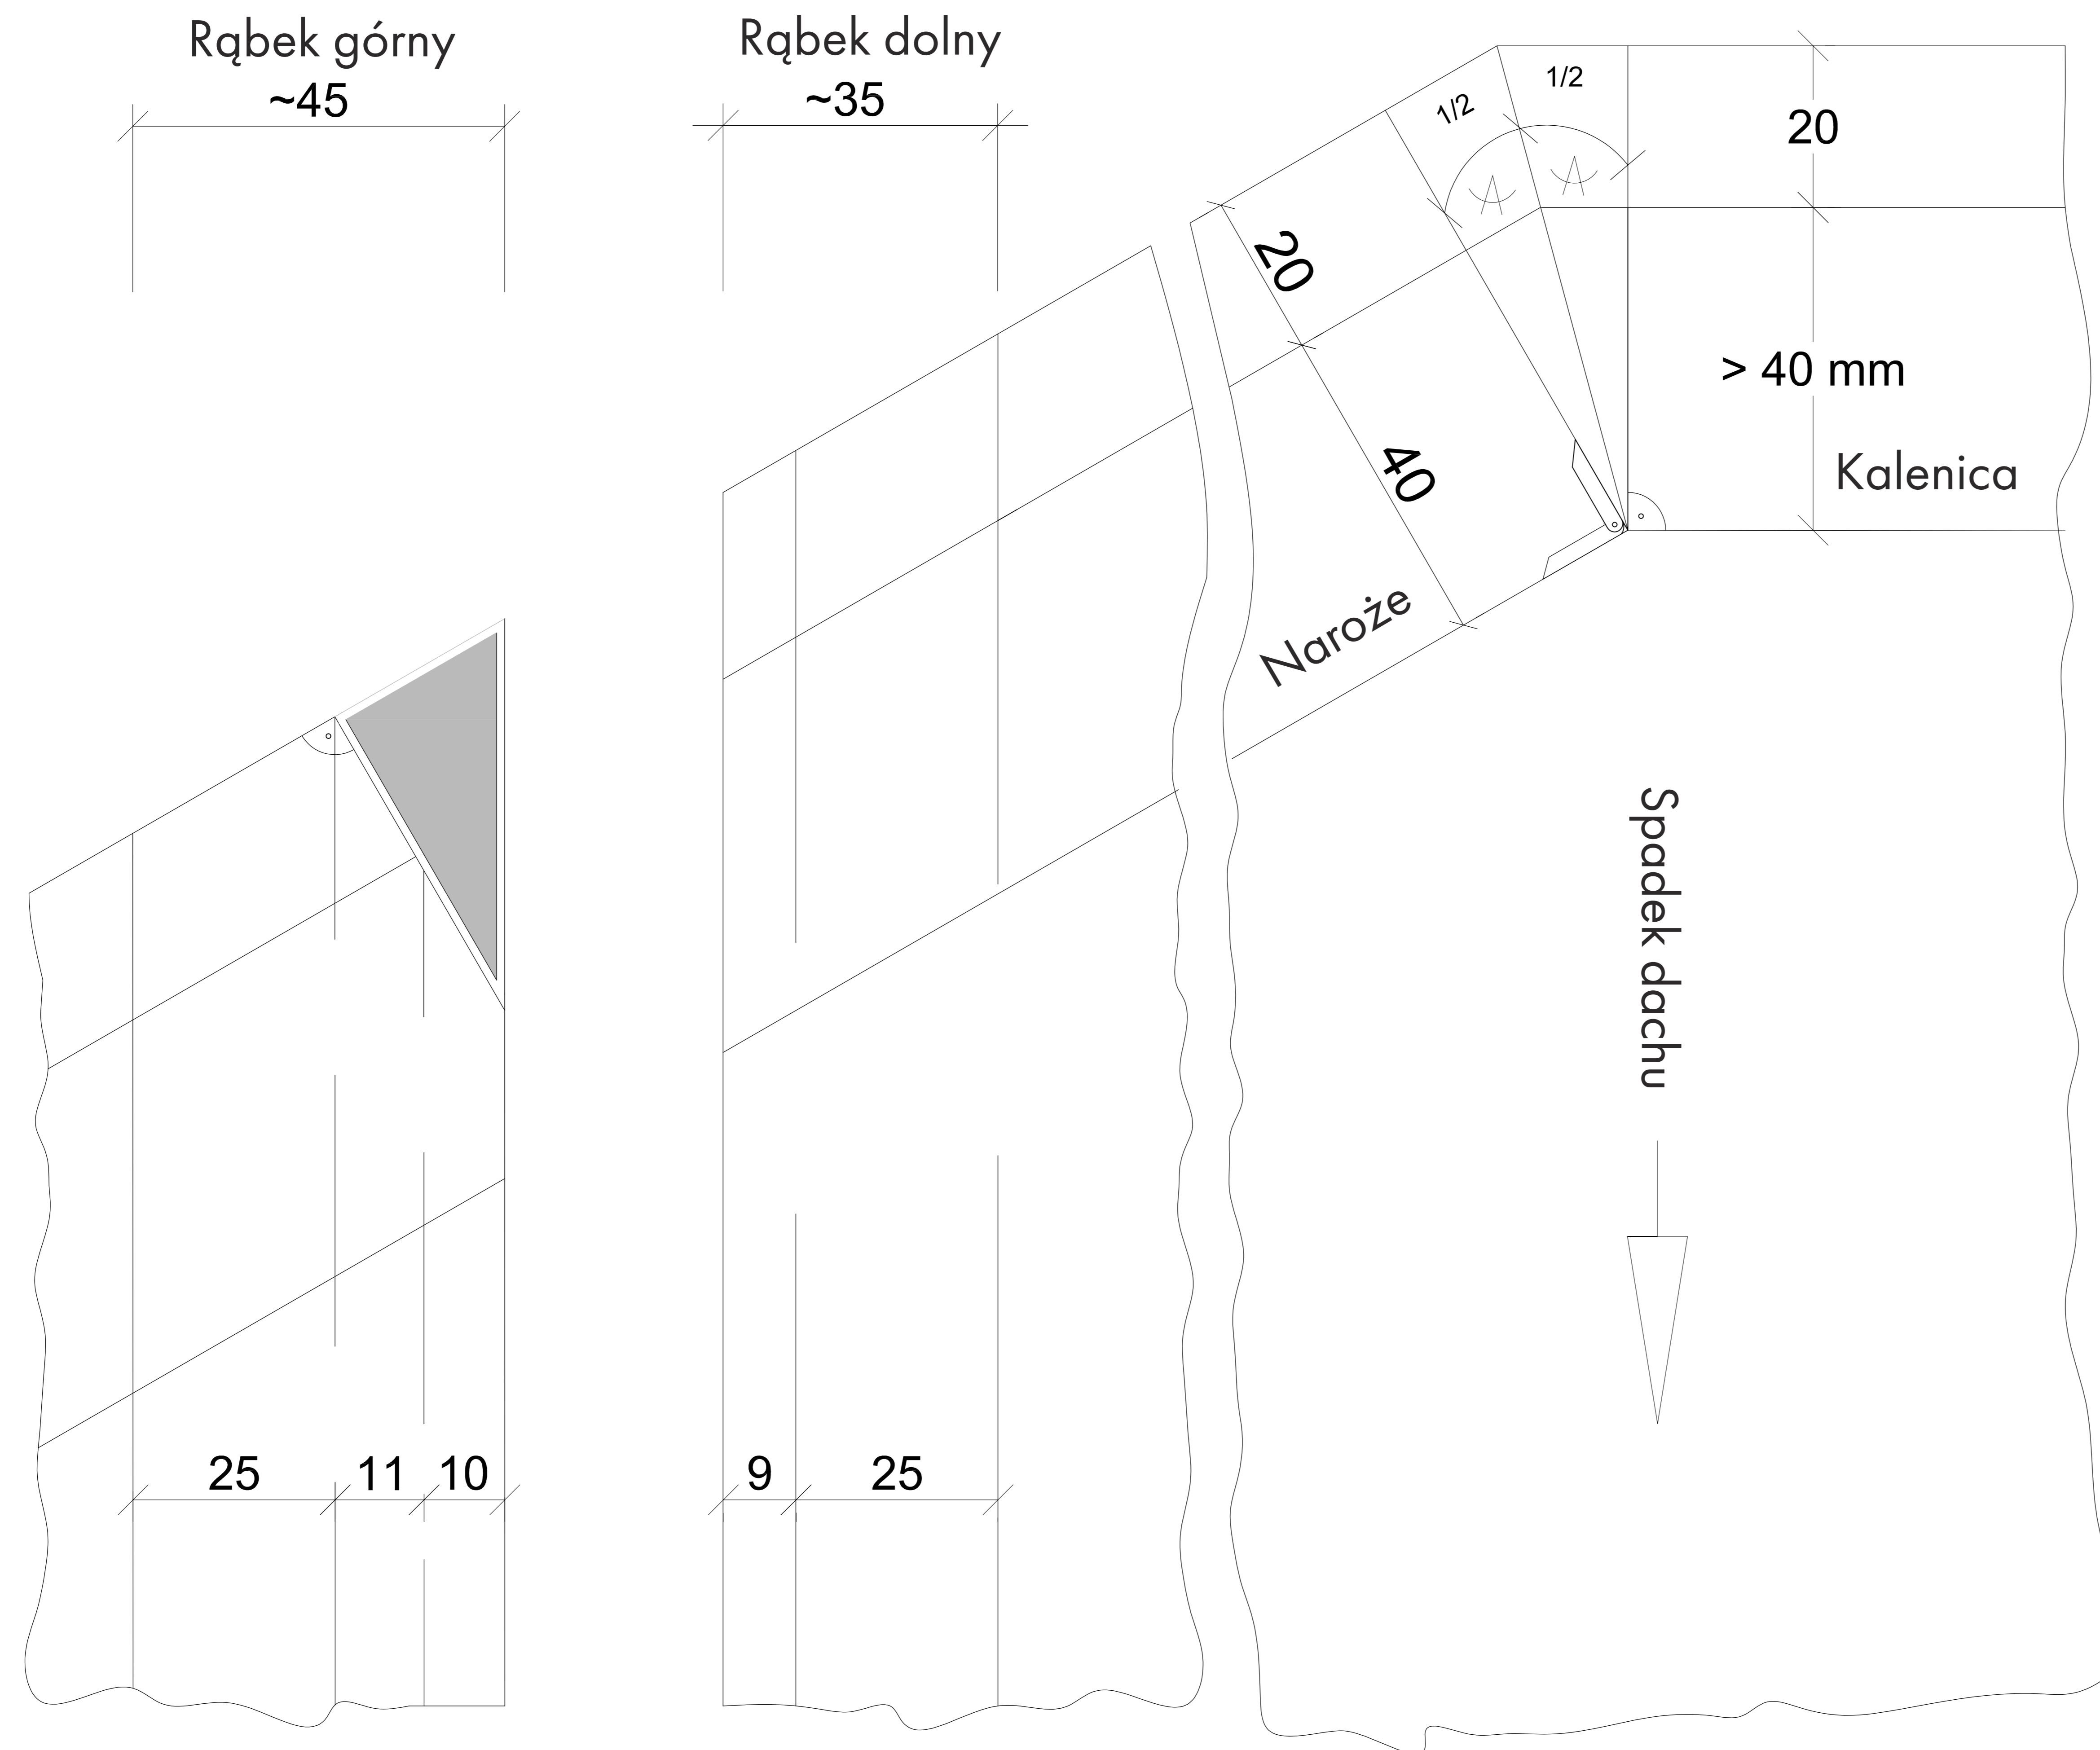 Rąbek górny
~45
Rąbek dolny
~35
1/2
1/2
20
20
> 40 mm
40
Kalenica
Naroże
Spadek dachu
25
11
10
9
25